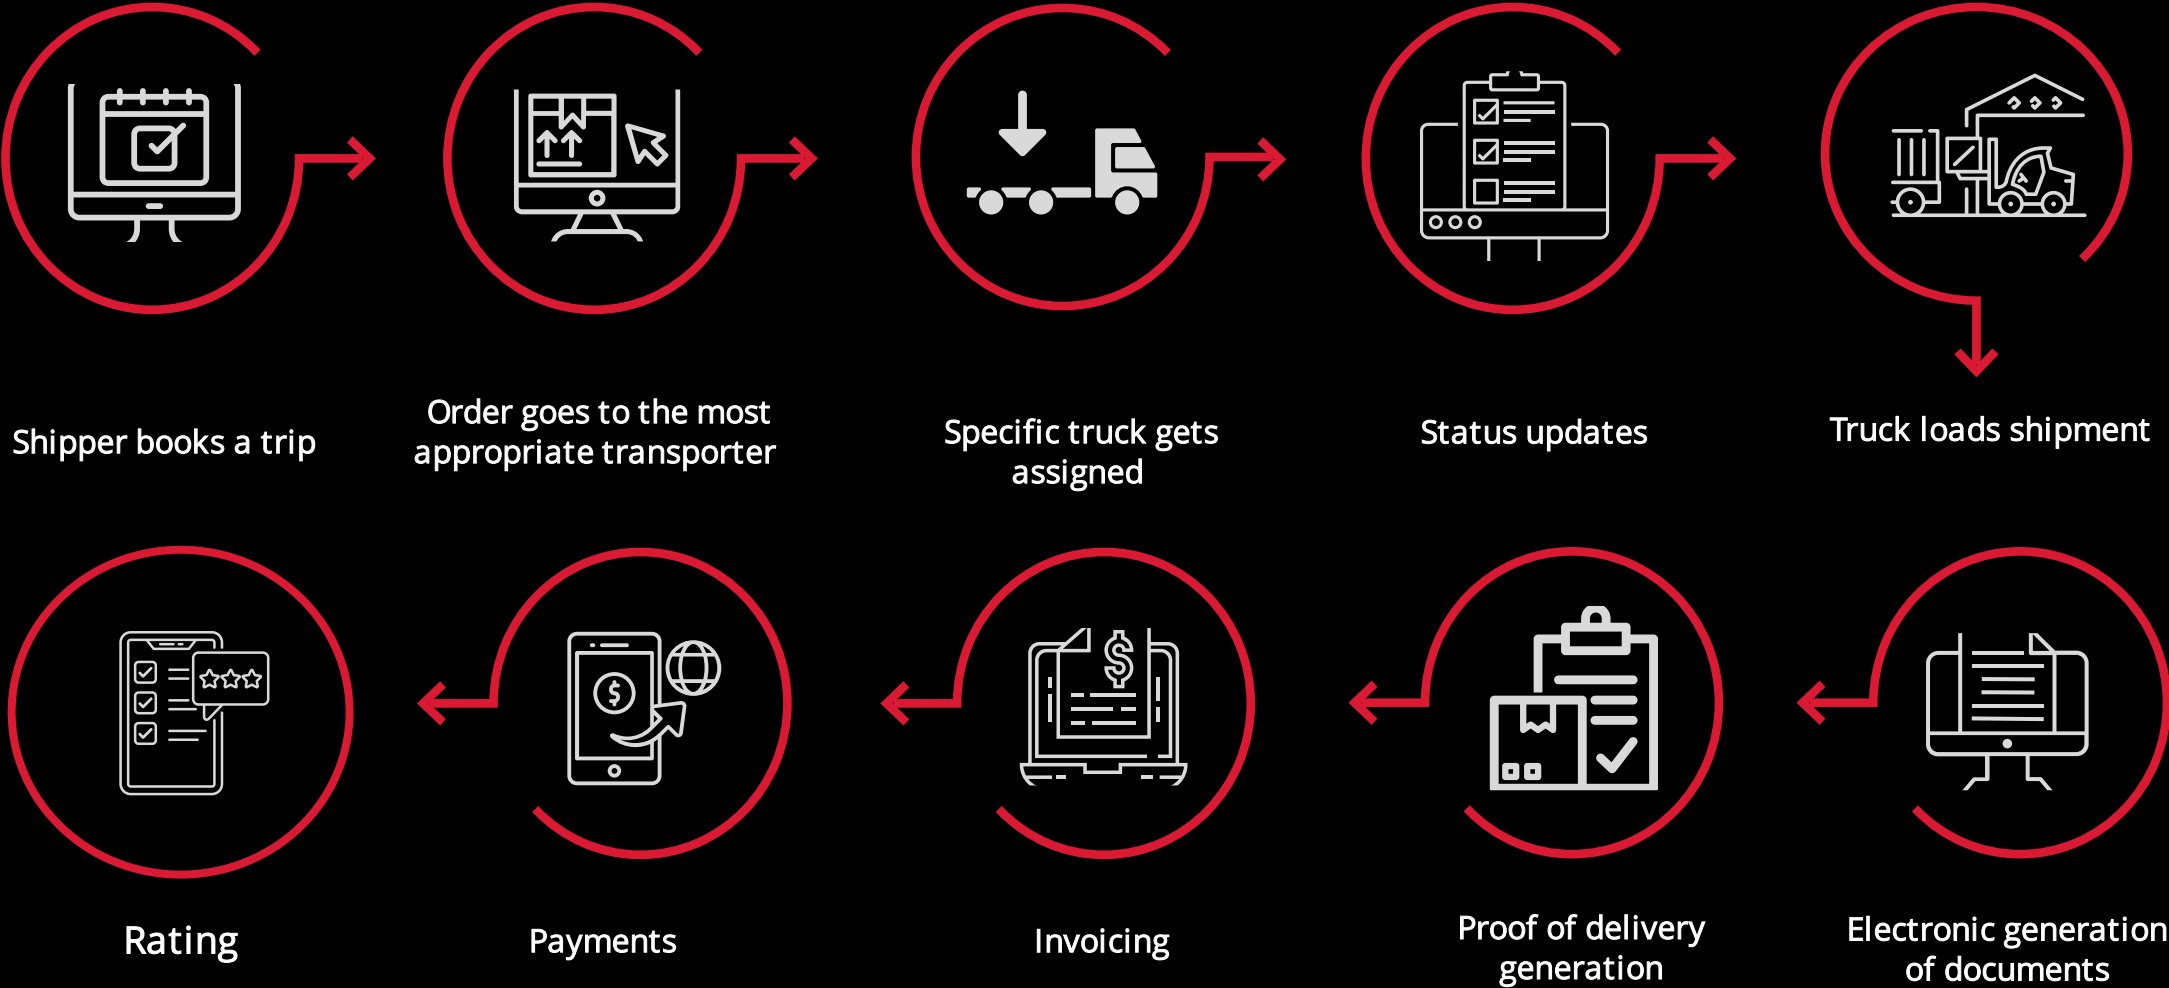 Shipper books a trip
Order goes to the most
appropriate transporter
Specific truck gets
assigned
Status updates
Truck loads shipment
Electronic generation
of documents
Proof of delivery
generation
Invoicing
Payments
Rating